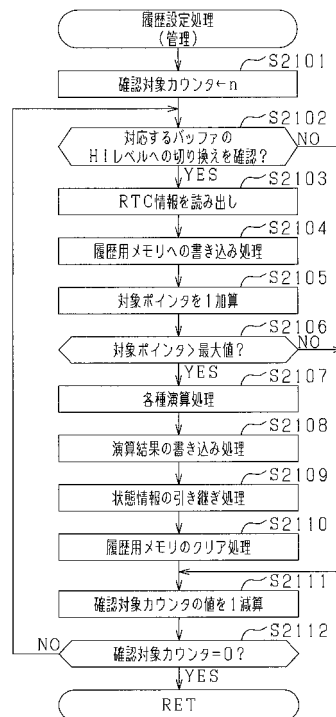 履歴設定処理
(管理)
S2101
確認対象カウンタ←n
S2102
対応するバッファの
HIレベルへの切り換えを確認？
NO
YES
S2103
RTC情報を読み出し
S2104
履歴用メモリへの書き込み処理
S2105
対象ポインタを1加算
S2106
対象ポインタ>最大値？
NO
YES
S2107
各種演算処理
S2108
演算結果の書き込み処理
S2109
状態情報の引き継ぎ処理
S2110
履歴用メモリのクリア処理
S2111
確認対象カウンタの値を1減算
S2112
NO
確認対象カウンタ=0？
YES
RET